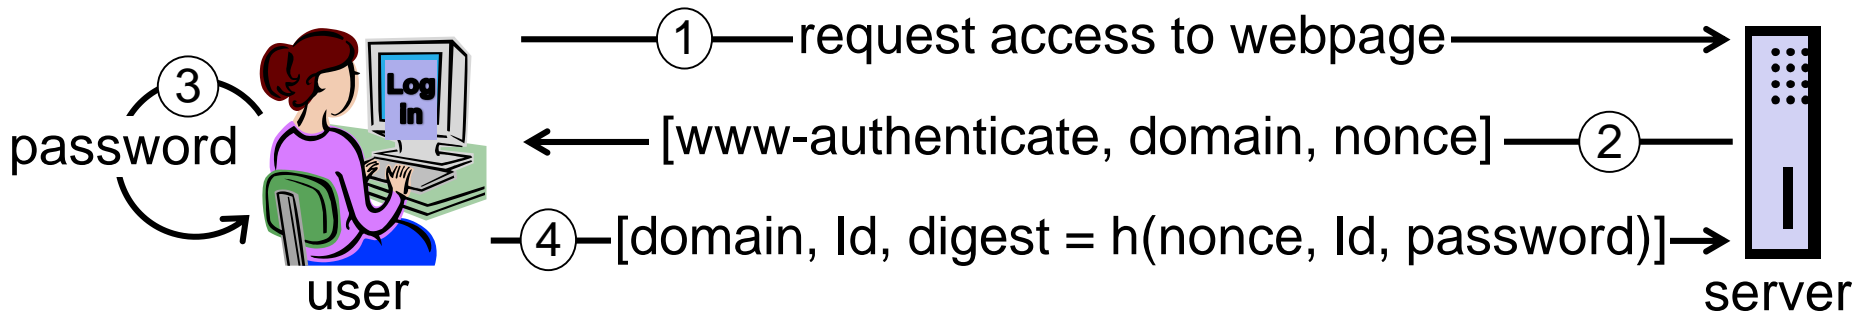 1 request access to webpage
Log
In
3
password
[www-authenticate, domain, nonce] 2
4 [domain, Id, digest = h(nonce, Id, password)]
user
server